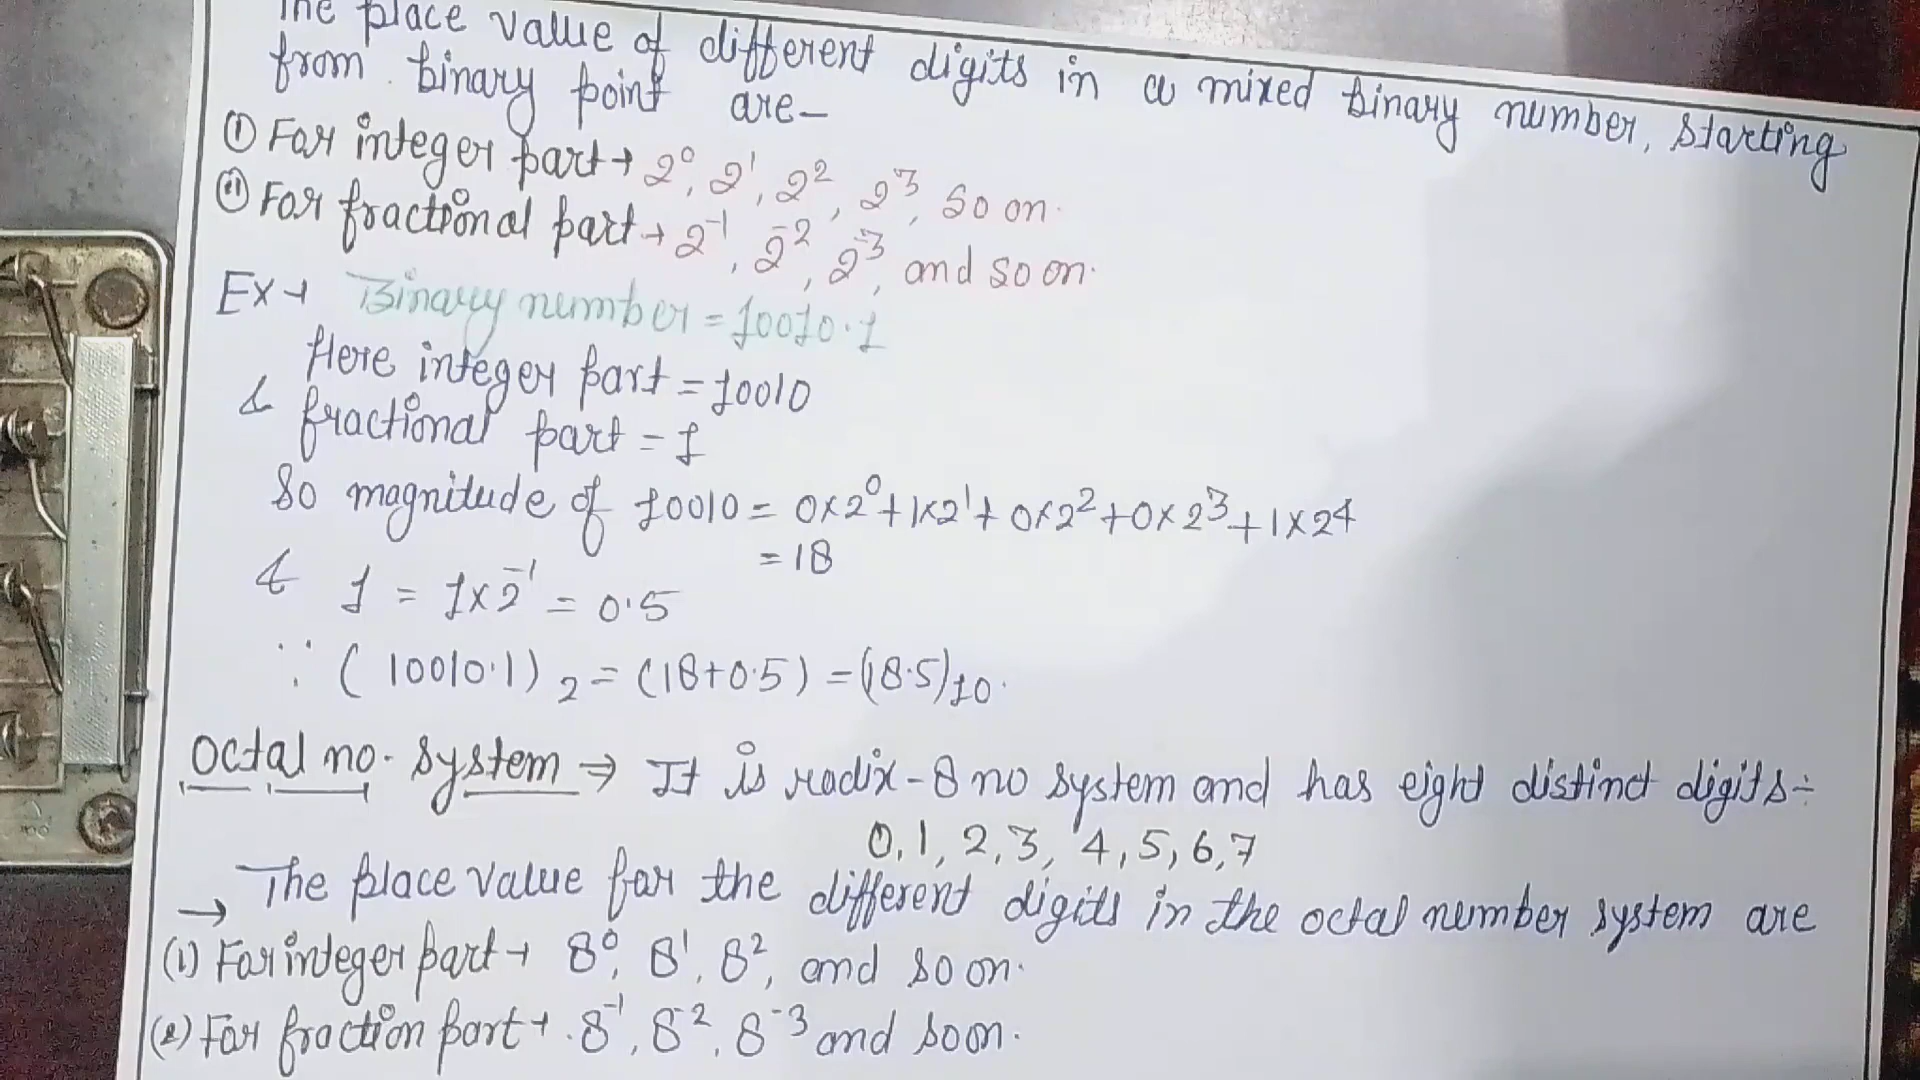 The place value of different digits in a mixed binary number, starting
from binary point are-
(i) For integer part → 2⁰, 2¹, 2², 2³, so on.
(ii) For fractional part → 2⁻¹, 2⁻², 2⁻³, and so on.
Ex → Binary number = 10010.1
Here integer part = 10010
& fractional part = 1
So magnitude of 10010 = 0×2⁰+1×2¹+0×2²+0×2³+1×2⁴
= 18
& 1 = 1×2⁻¹ = 0.5
∵ (10010.1)₂ = (18+0.5) = (18.5)₁₀.
Octal no. system ⇒ It is radix-8 no system and has eight distinct digits÷
0,1,2,3,4,5,6,7
→ The place value for the different digits in the octal number system are
(1) For integer part → 8⁰, 8¹, 8², and so on.
(2) For fraction part → .8⁻¹, 8⁻², 8⁻³ and soon.